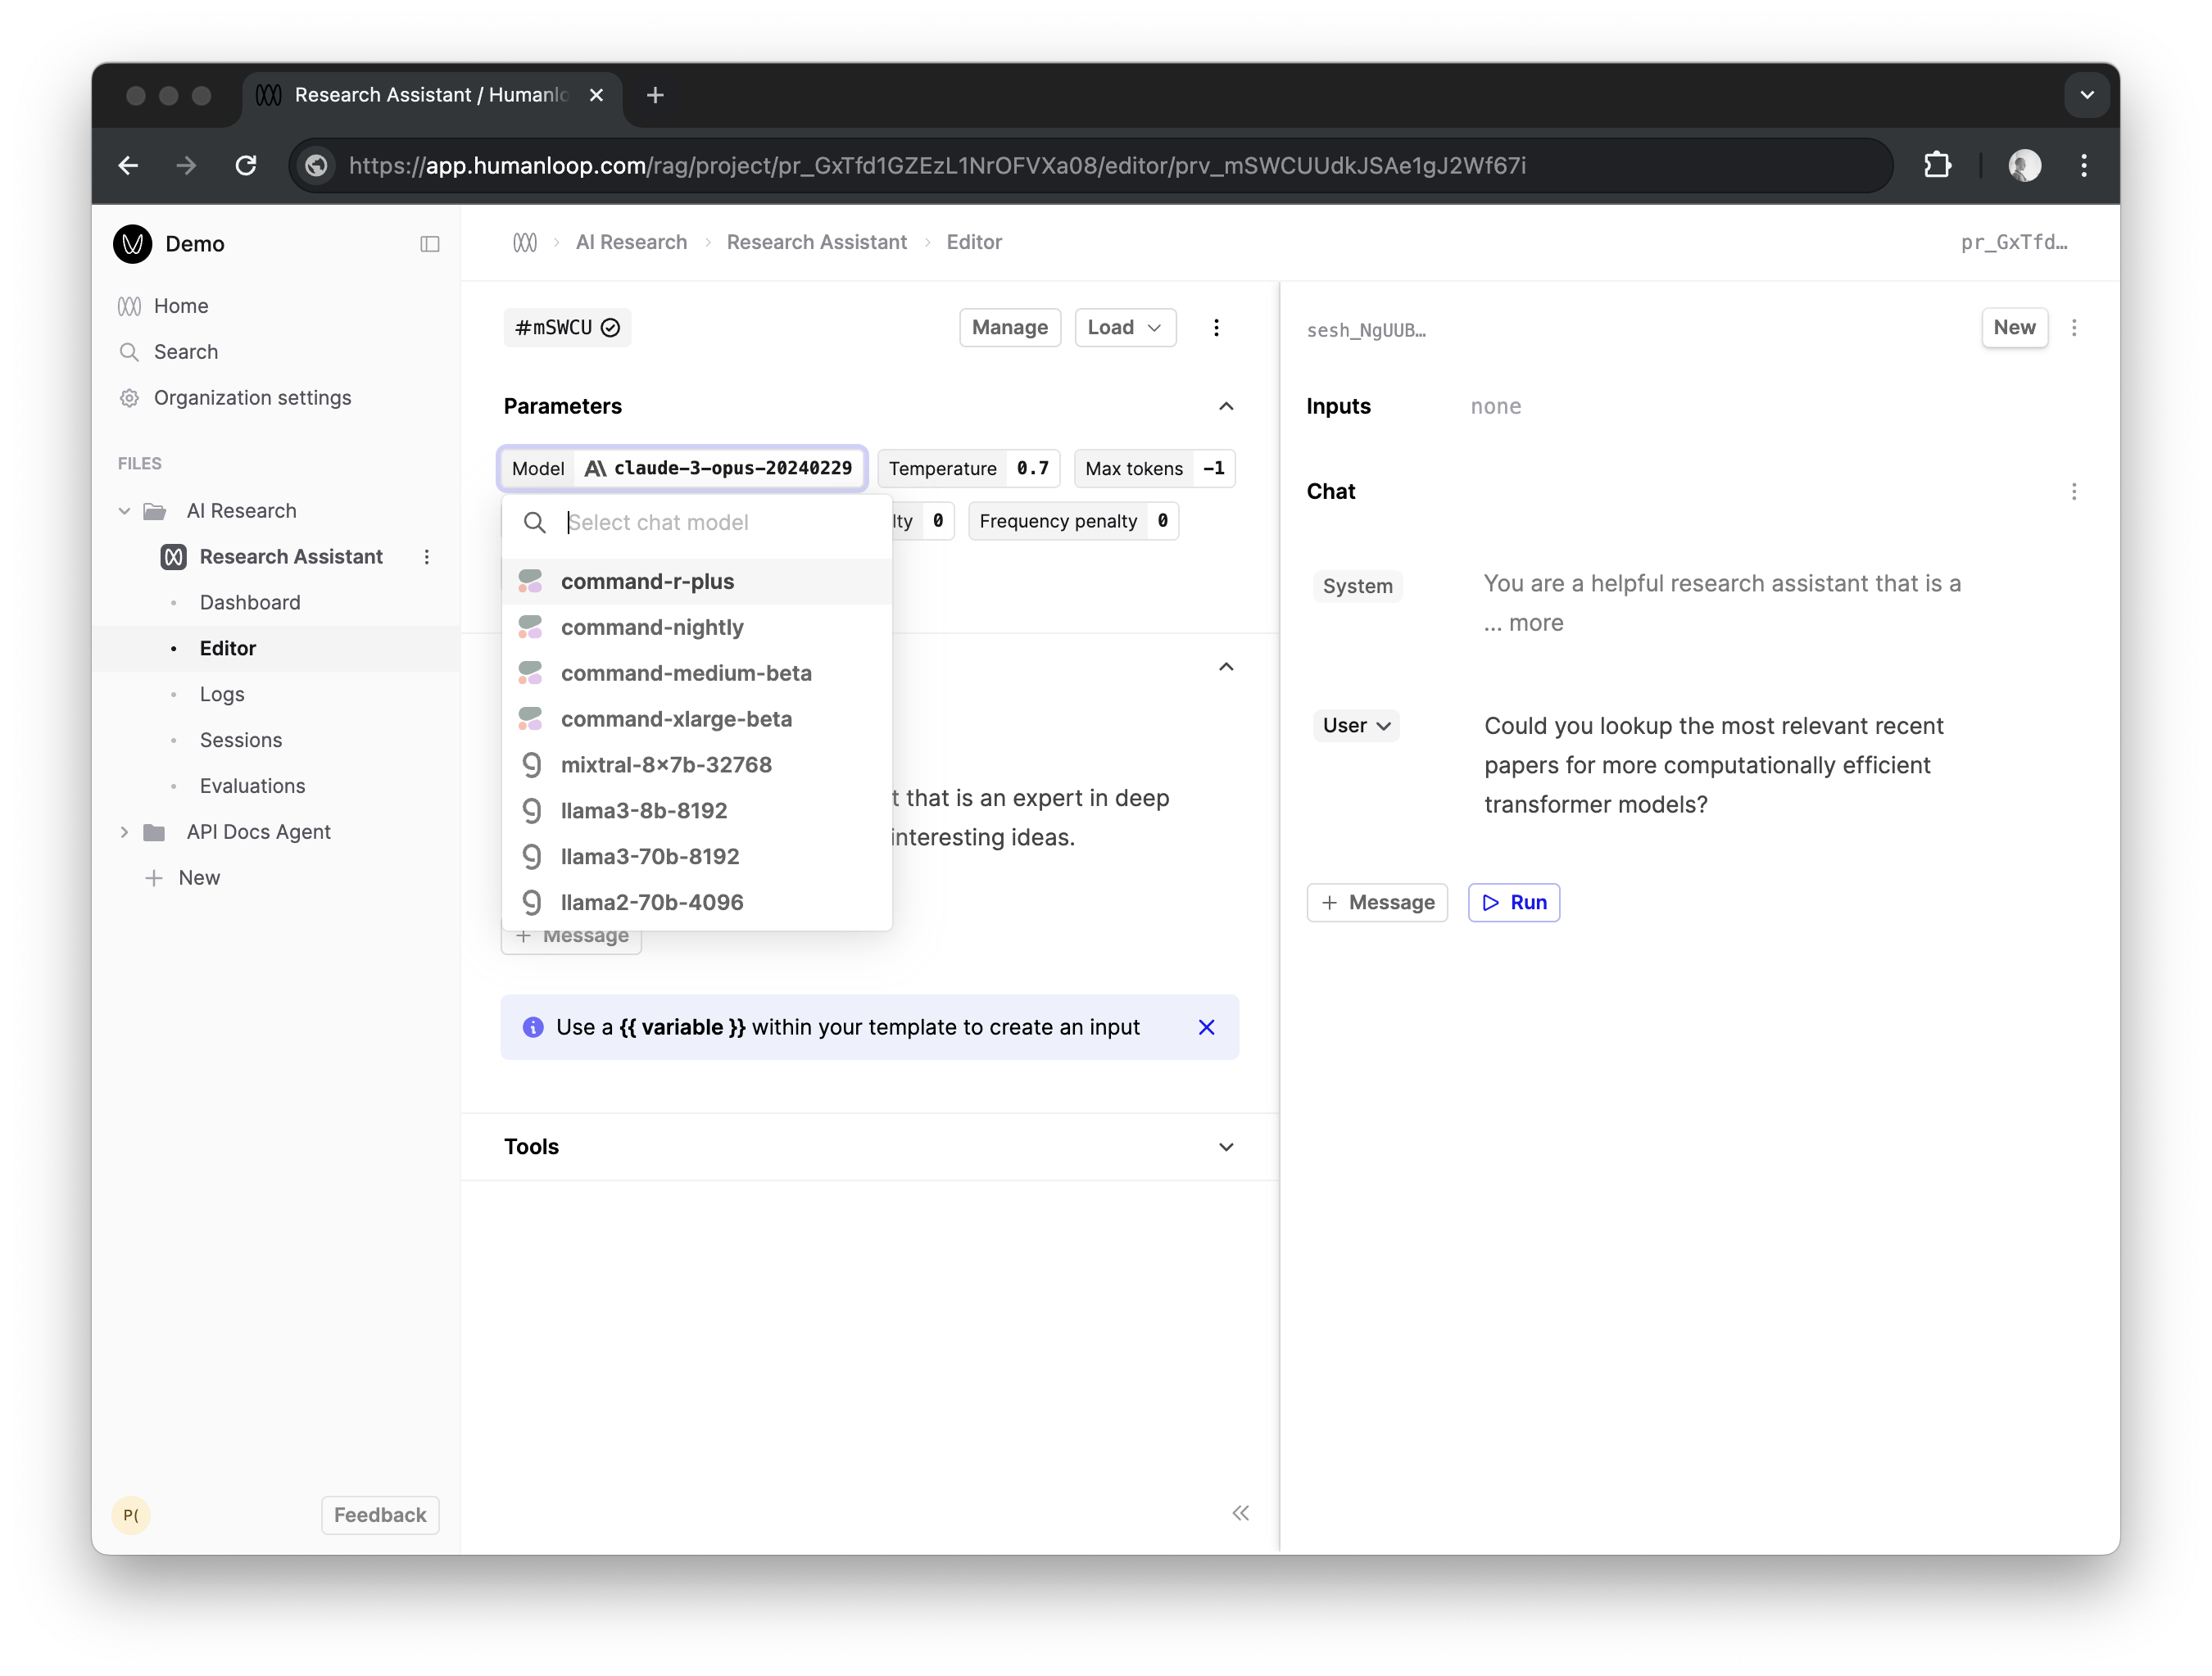 Research Assistant / Humanlo
https://app.humanloop.com/rag/project/pr_GxTfd1GZEzL1NrOFVXa08/editor/prv_mSWCUUdkJSAe1gJ2Wf67i
Demo
Home
Search
Organization settings
FILES
AI Research
Research Assistant
Dashboard
Editor
Logs
Sessions
Evaluations
API Docs Agent
New
P(
Feedback
AI Research > Research Assistant > Editor
pr_GxTfd…
#mSWCU
Manage
Load
Parameters
Model claude-3-opus-20240229
Temperature 0.7
Max tokens -1
lty 0
Frequency penalty 0
Select chat model
command-r-plus
command-nightly
command-medium-beta
command-xlarge-beta
mixtral-8x7b-32768
llama3-8b-8192
llama3-70b-8192
llama2-70b-4096
t that is an expert in deep
interesting ideas.
Message
Use a {{ variable }} within your template to create an input
Tools
sesh_NgUUB…
New
Inputs
none
Chat
System
You are a helpful research assistant that is a
... more
User
Could you lookup the most relevant recent
papers for more computationally efficient
transformer models?
Message
Run